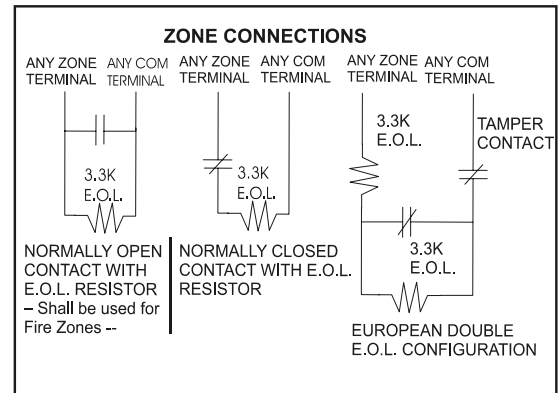 ZONE CONNECTIONS
ANY ZONE
TERMINAL
ANY COM
TERMINAL
3.3K
E.O.L.
NORMALLY OPEN
CONTACT WITH
E.O.L. RESISTOR
– Shall be used for
Fire Zones --
ANY ZONE
TERMINAL
ANY COM
TERMINAL
3.3K
E.O.L.
NORMALLY CLOSED
CONTACT WITH E.O.L.
RESISTOR
ANY ZONE
TERMINAL
ANY COM
TERMINAL
3.3K
E.O.L.
TAMPER
CONTACT
3.3K
E.O.L.
EUROPEAN DOUBLE
E.O.L. CONFIGURATION